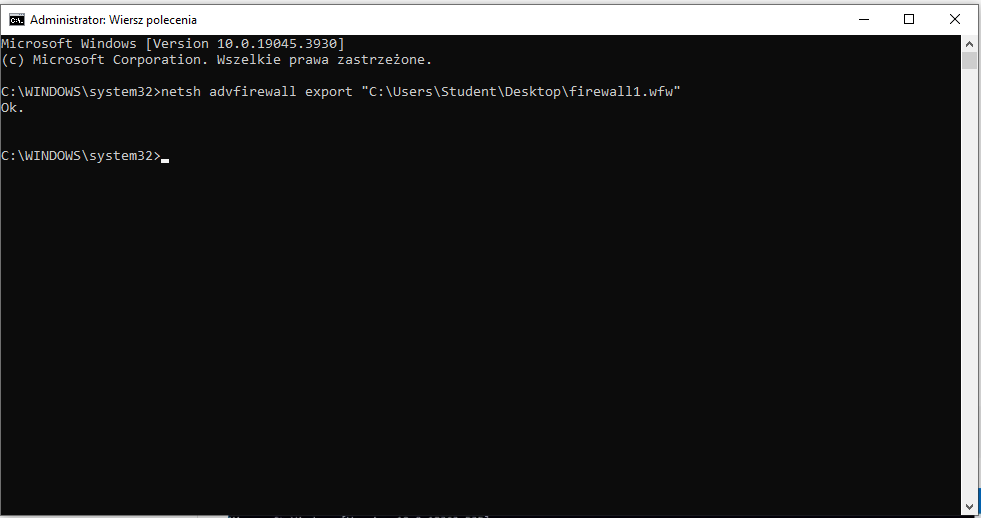 Administrator: Wiersz polecenia
Microsoft Windows [Version 10.0.19045.3930]
(c) Microsoft Corporation. Wszelkie prawa zastrzeżone.
C:\WINDOWS\system32>netsh advfirewall export "C:\Users\Student\Desktop\firewall1.wfw"
Ok.
C:\WINDOWS\system32>